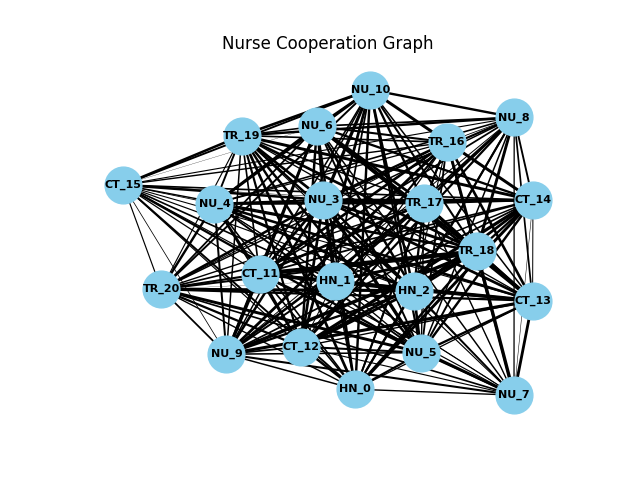 Nurse Cooperation Graph
NU_10
NU_8
NU_6
TR_19
TR_16
CT_15
NU_3
CT_14
NU_4
TR_17
TR_18
CT_11
HN_1
TR_20
HN_2
CT_13
CT_12
NU_9
NU_5
HN_0
NU_7